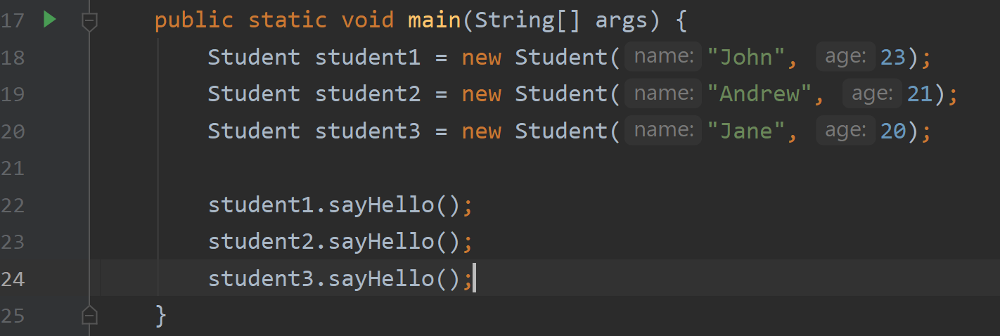 17 public static void main(String[] args) {
18 Student student1 = new Student( name: "John", age: 23);
19 Student student2 = new Student( name: "Andrew", age: 21);
20 Student student3 = new Student( name: "Jane", age: 20);
21
22 student1.sayHello();
23 student2.sayHello();
24 student3.sayHello();
25 }